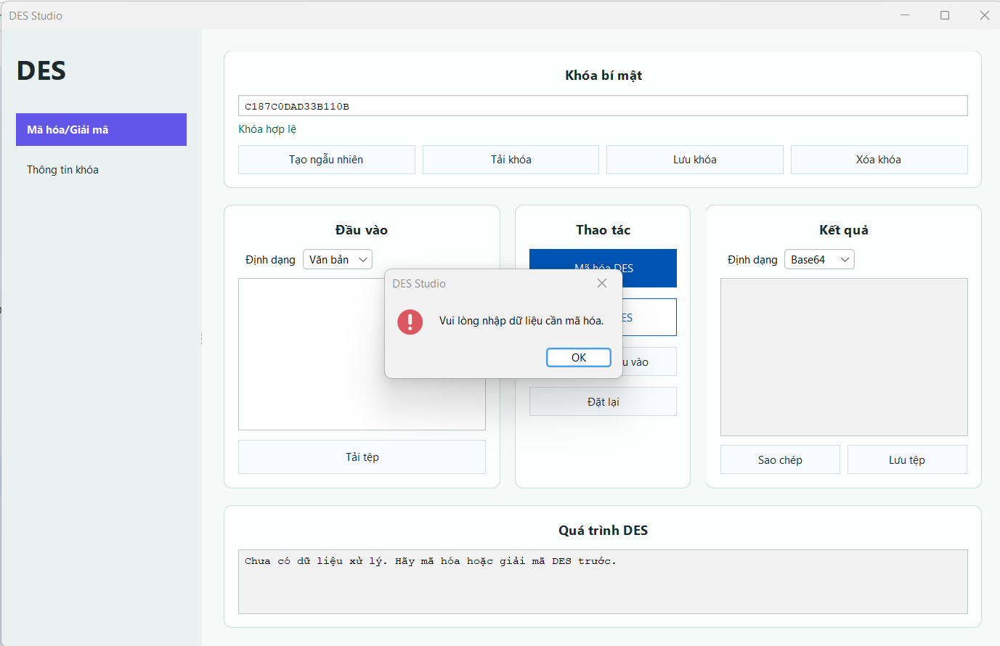 DES Studio
DES
Mã hóa/Giải mã
Thông tin khóa
Khóa bí mật
C187C0DAD33B110B
Khóa hợp lệ
Tạo ngẫu nhiên
Tải khóa
Lưu khóa
Xóa khóa
Đầu vào
Định dạng
Văn bản
Tải tệp
Thao tác
Mã hóa DES
vào
Đặt lại
DES Studio
Vui lòng nhập dữ liệu cần mã hóa.
OK
Kết quả
Định dạng
Base64
Sao chép
Lưu tệp
Quá trình DES
Chưa có dữ liệu xử lý. Hãy mã hóa hoặc giải mã DES trước.